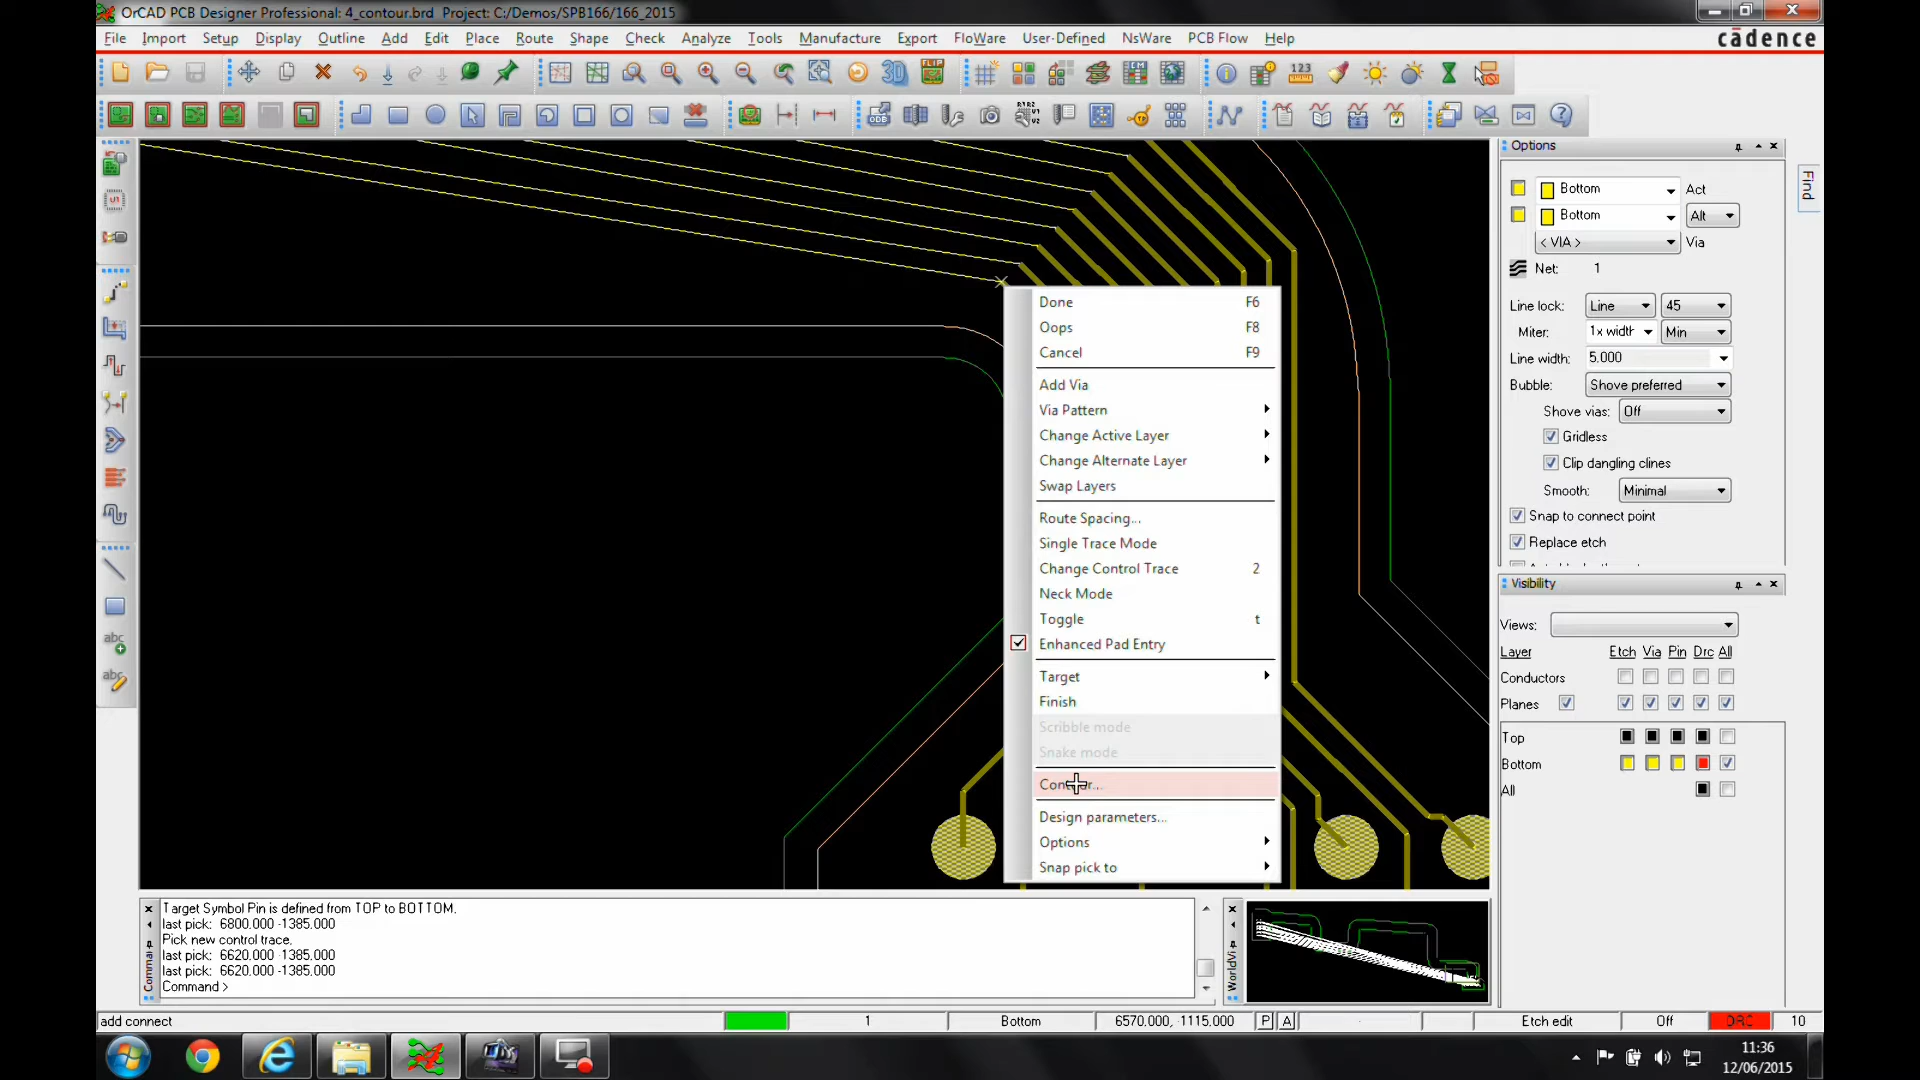 OrCAD PCB Designer Professional: 4_contour.brd Project: C:/Demos/SPB166/166_2015
File Import Setup Display Outline Add Edit Place Route Shape Check Analyze Tools Manufacture Export FloWare User-Defined NsWare PCB Flow Help
cādence
Options
Bottom Act
Bottom Alt
< VIA > Via
Net: 1
Line lock: Line 45
Miter: 1x width Min
Line width: 5.000
Bubble: Shove preferred
Shove vias: Off
Gridless
Clip dangling clines
Smooth: Minimal
Snap to connect point
Replace etch
Find
Done F6
Oops F8
Cancel F9
Add Via
Via Pattern
Change Active Layer
Change Alternate Layer
Swap Layers
Route Spacing...
Single Trace Mode
Change Control Trace 2
Neck Mode
Toggle t
Enhanced Pad Entry
Target
Finish
Scribble mode
Snake mode
Contour...
Design parameters...
Options
Snap pick to
Visibility
Views:
Layer Etch Via Pin Drc All
Conductors
Planes
Top
Bottom
All
Target Symbol Pin is defined from TOP to BOTTOM.
last pick: 6800.000 -1385.000
Pick new control trace.
last pick: 6620.000 -1385.000
last pick: 6620.000 -1385.000
Command >
add connect 1 Bottom 6570.000, 1115.000 P A Etch edit Off DRC 10
11:36
12/06/2015